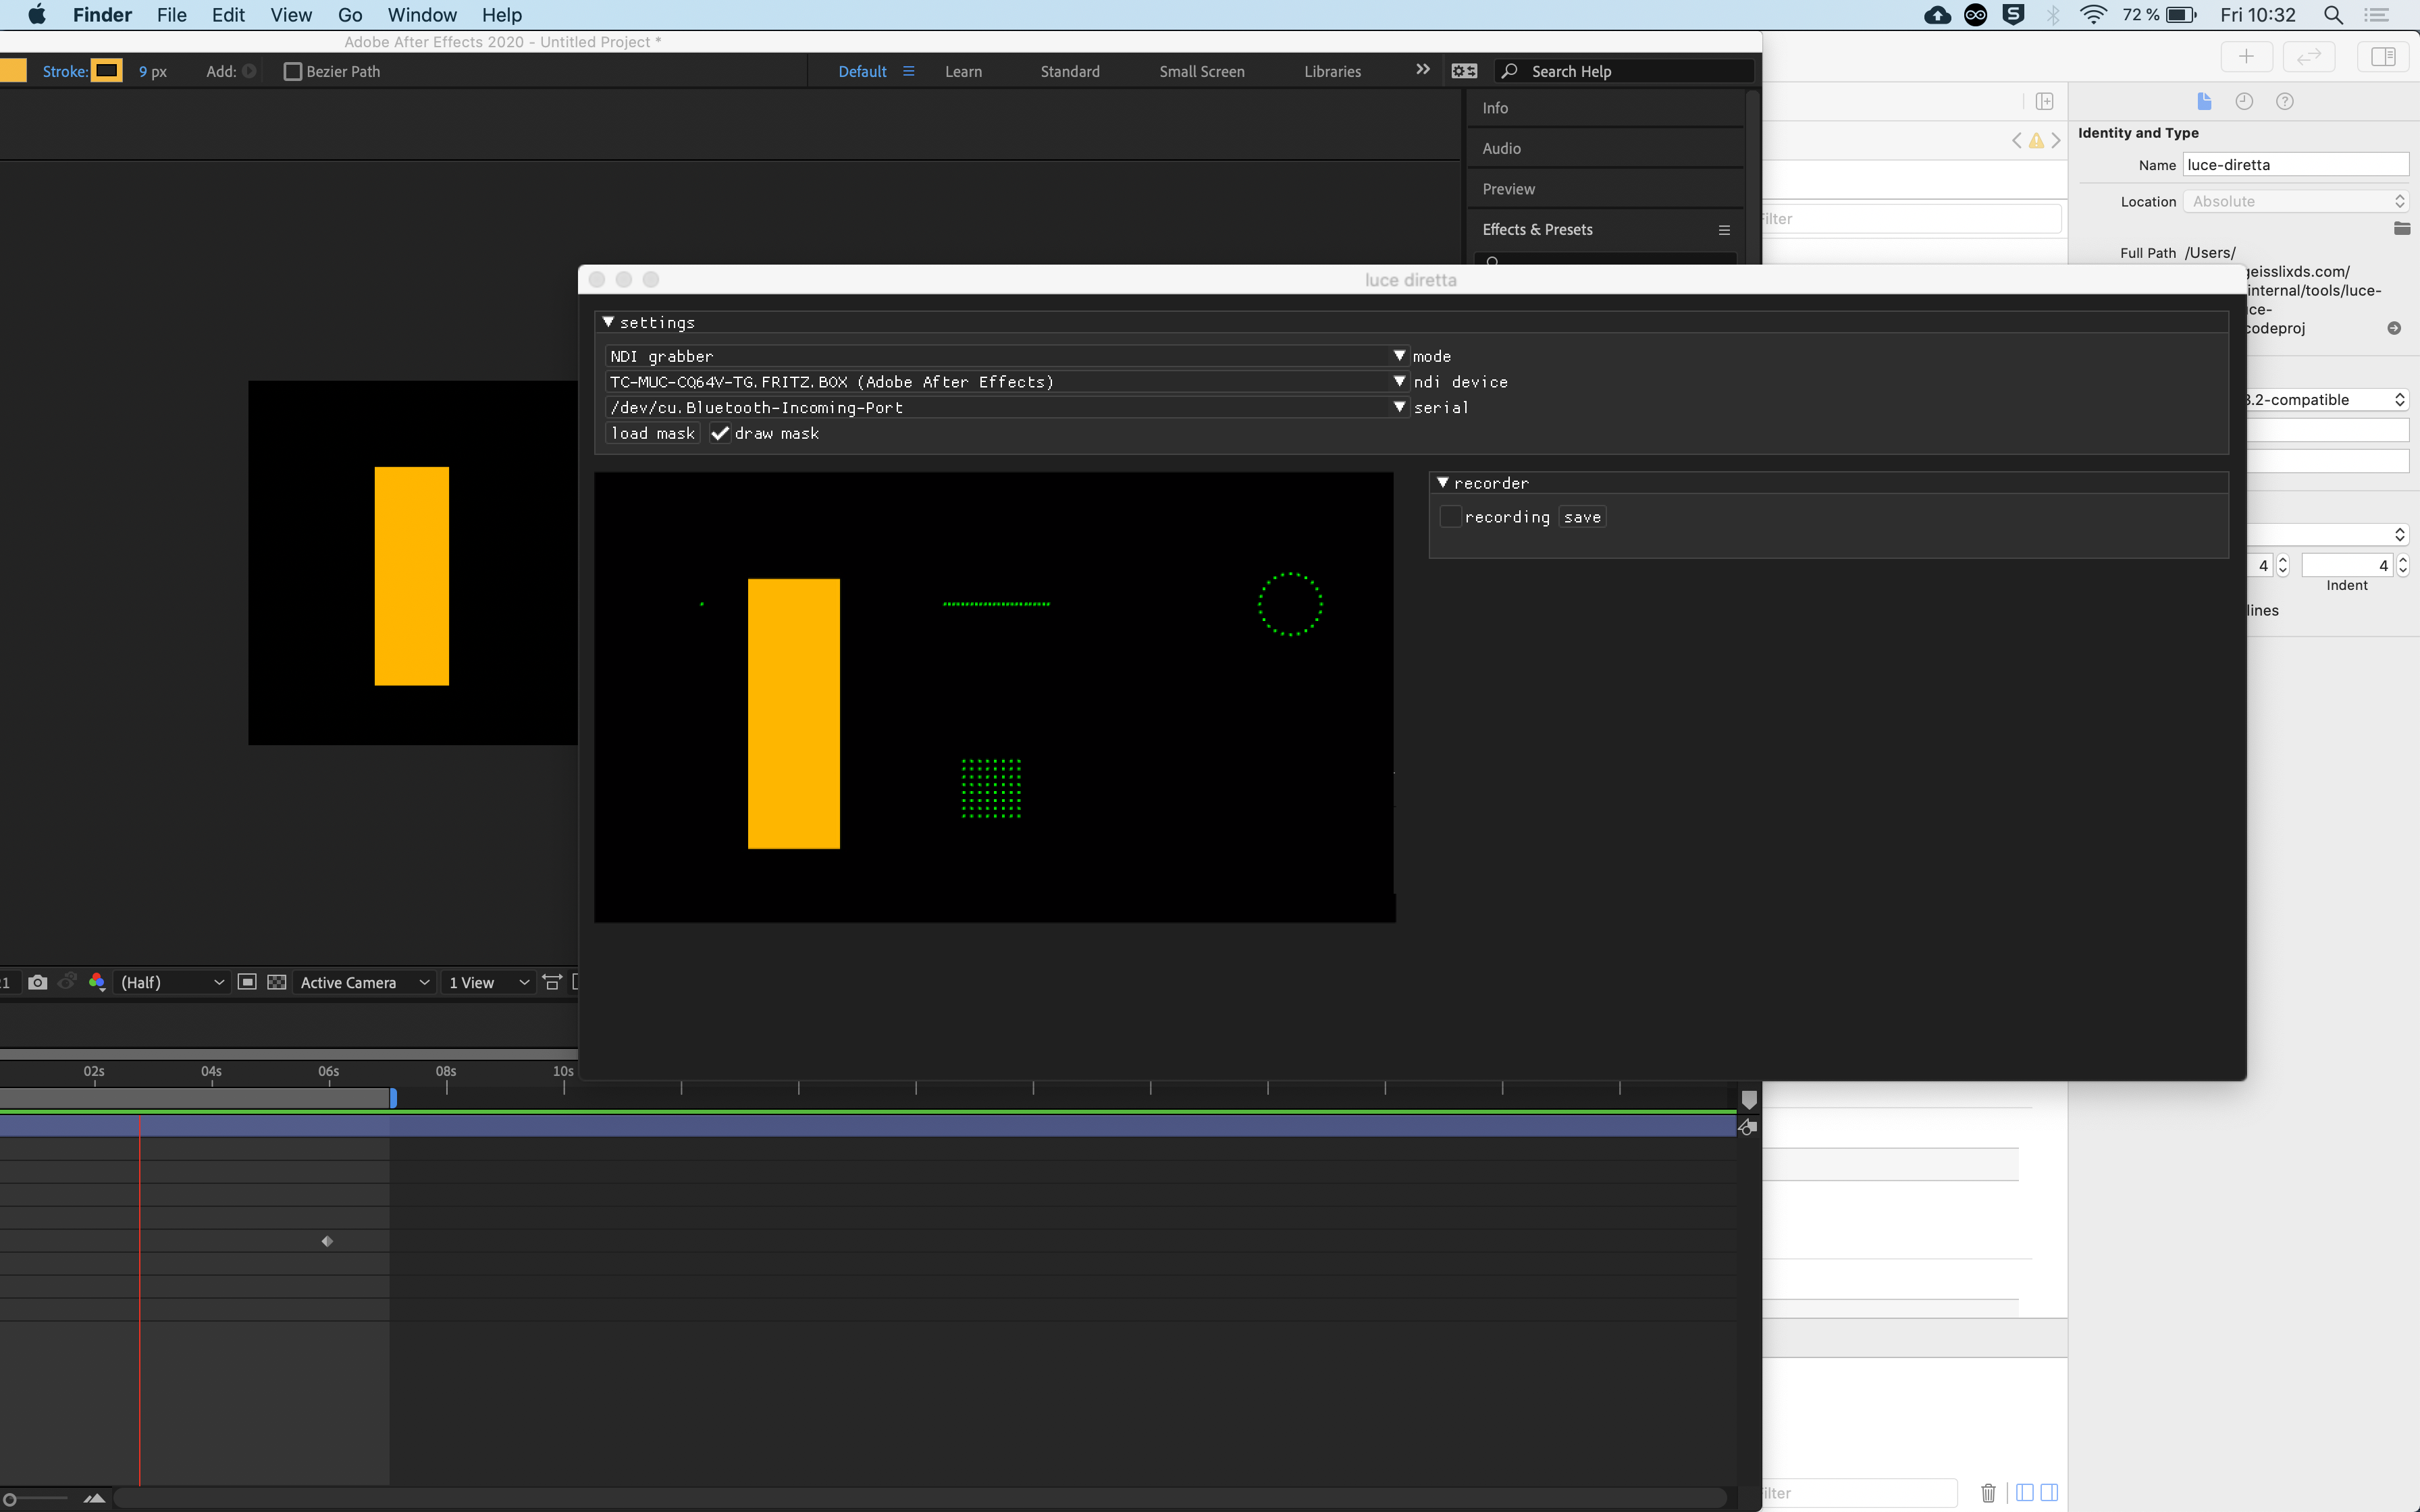 Finder File Edit View Go Window Help
72 % Fri 10:32
Adobe After Effects 2020 - Untitled Project *
Stroke: 9 px Add: Bezier Path
Default Learn Standard Small Screen Libraries Search Help
Info
Audio
Preview
Effects & Presets
Filter
Identity and Type
Name luce-diretta
Location Absolute
Full Path /Users/
geisslixds.com/
internal/tools/luce-
codeproj
3.2-compatible
4 4
Indent
lines
luce diretta
settings
NDI grabber mode
TC-MUC-CQ64V-TG.FRITZ.BOX (Adobe After Effects) ndi device
/dev/cu.Bluetooth-Incoming-Port serial
load mask draw mask
recorder
recording save
(Half) Active Camera 1 View
02s 04s 06s 08s 10s
Filter